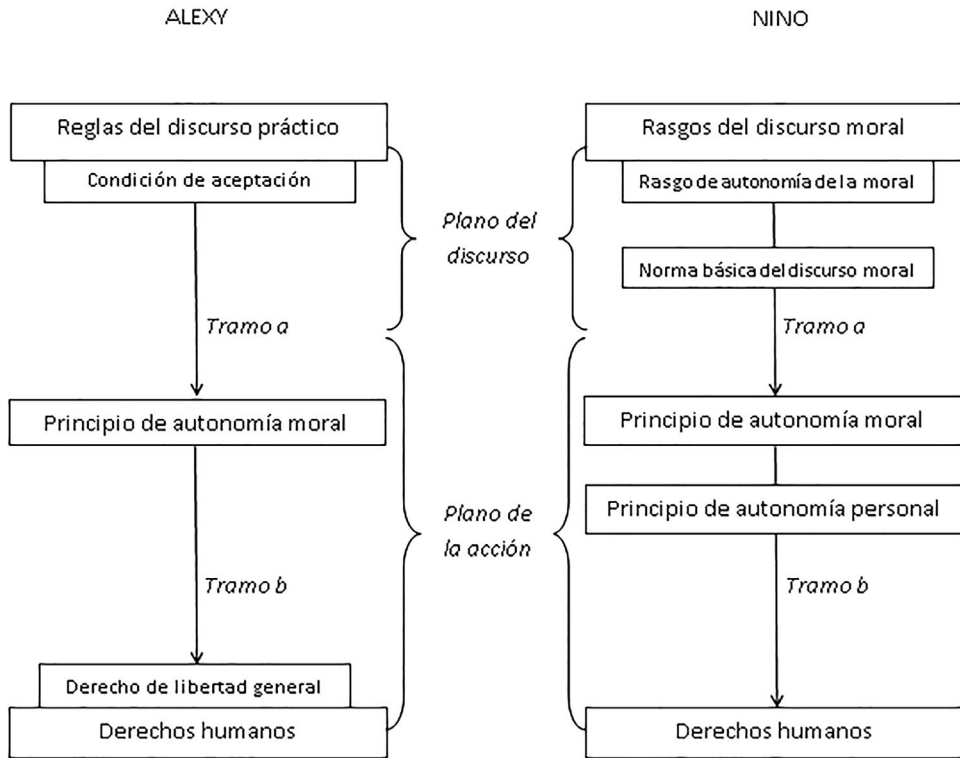 ALEXY
Reglas del discurso práctico
Condición de aceptación
Tramo a
Principio de autonomía moral
Tramo b
Derecho de libertad general
Derechos humanos
Plano del
discurso
Plano de
la acción
NINO
Rasgos del discurso moral
Rasgo de autonomía de la moral
Norma básica del discurso moral
Tramo a
Principio de autonomía moral
Principio de autonomía personal
Tramo b
Derechos humanos